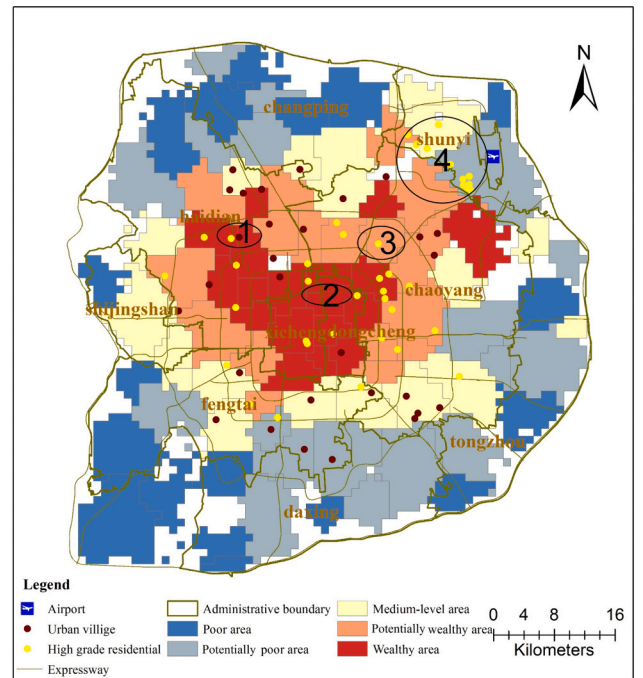 N
changping
shunyi
4
haidian
1
3
2
chaoyang
shijingshan
xichengdongcheng
fengtai
tongzhou
daxing
Legend
Airport
Administrative boundary
Medium-level area
Urban villige
Poor area
Potentially wealthy area
High grade residential
Potentially poor area
Wealthy area
Expressway
0 4 8 16
Kilometers